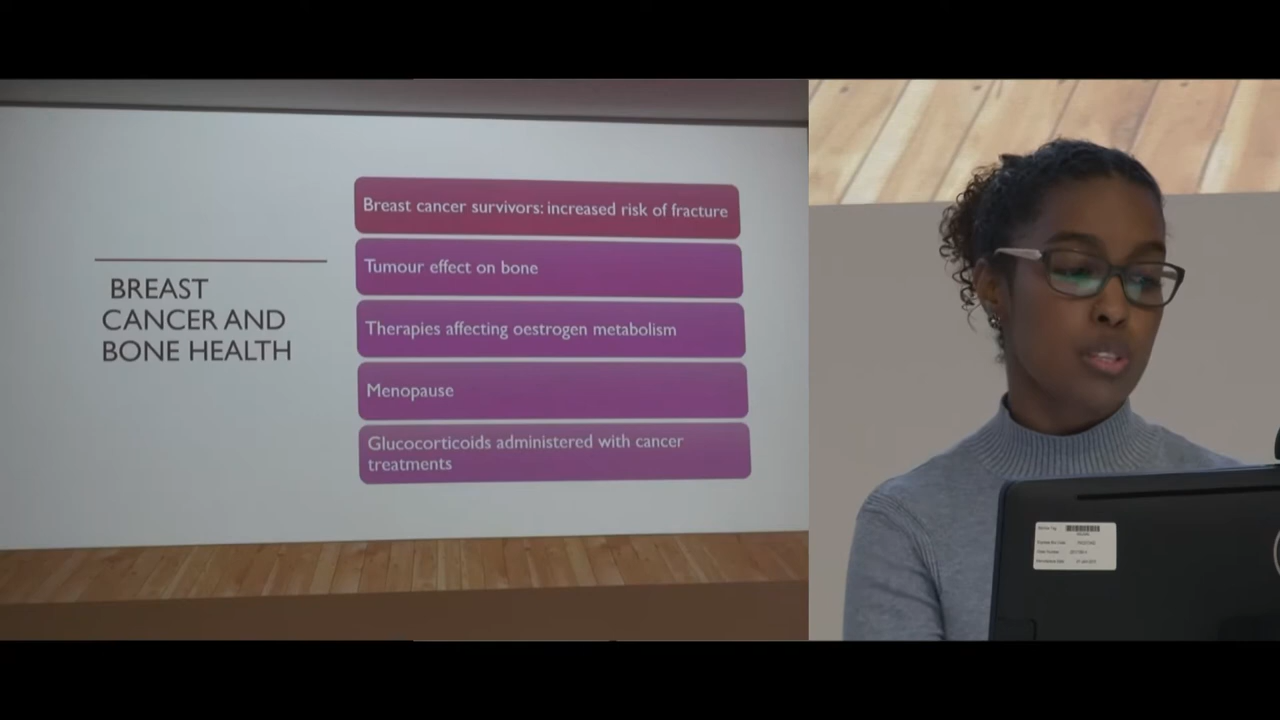 BREAST
CANCER AND
BONE HEALTH
Breast cancer survivors: increased risk of fracture
Tumour effect on bone
Therapies affecting oestrogen metabolism
Menopause
Glucocorticoids administered with cancer
treatments